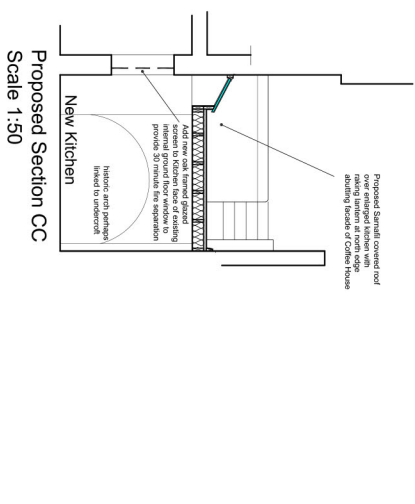 Proposed Sarnafil covered roof
over enlarged kitchen with
raking lantern at north edge
abutting facade of Coffee House
Add new oak framed glazed
screen to Kitchen face of existing
internal ground floor window to
provide 30 minute fire separation
historic arch perhaps
linked to undercroft
New Kitchen
Proposed Section CC
Scale 1:50